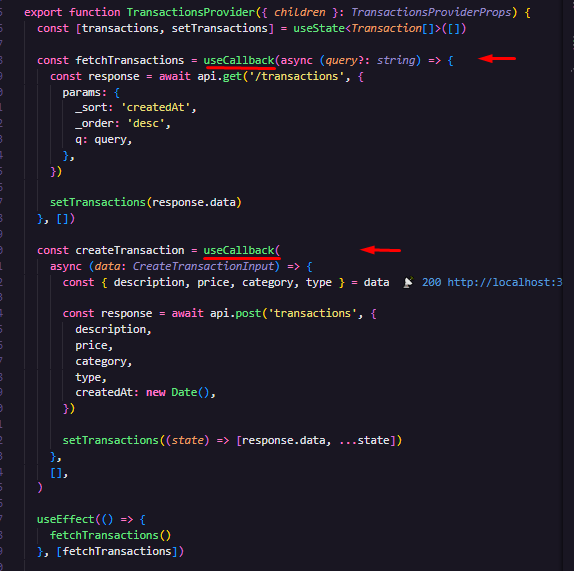 export function TransactionsProvider({ children }: TransactionsProviderProps) {
  const [transactions, setTransactions] = useState<Transaction[]>([])

  const fetchTransactions = useCallback(async (query?: string) => {
    const response = await api.get('/transactions', {
      params: {
        _sort: 'createdAt',
        _order: 'desc',
        q: query,
      },
    })

    setTransactions(response.data)
  }, [])

  const createTransaction = useCallback(
    async (data: CreateTransactionInput) => {
      const { description, price, category, type } = data 200 http://localhost:3

      const response = await api.post('transactions', {
        description,
        price,
        category,
        type,
        createdAt: new Date(),
      })

      setTransactions((state) => [response.data, ...state])
    },
    [],
  )

  useEffect(() => {
    fetchTransactions()
  }, [fetchTransactions])